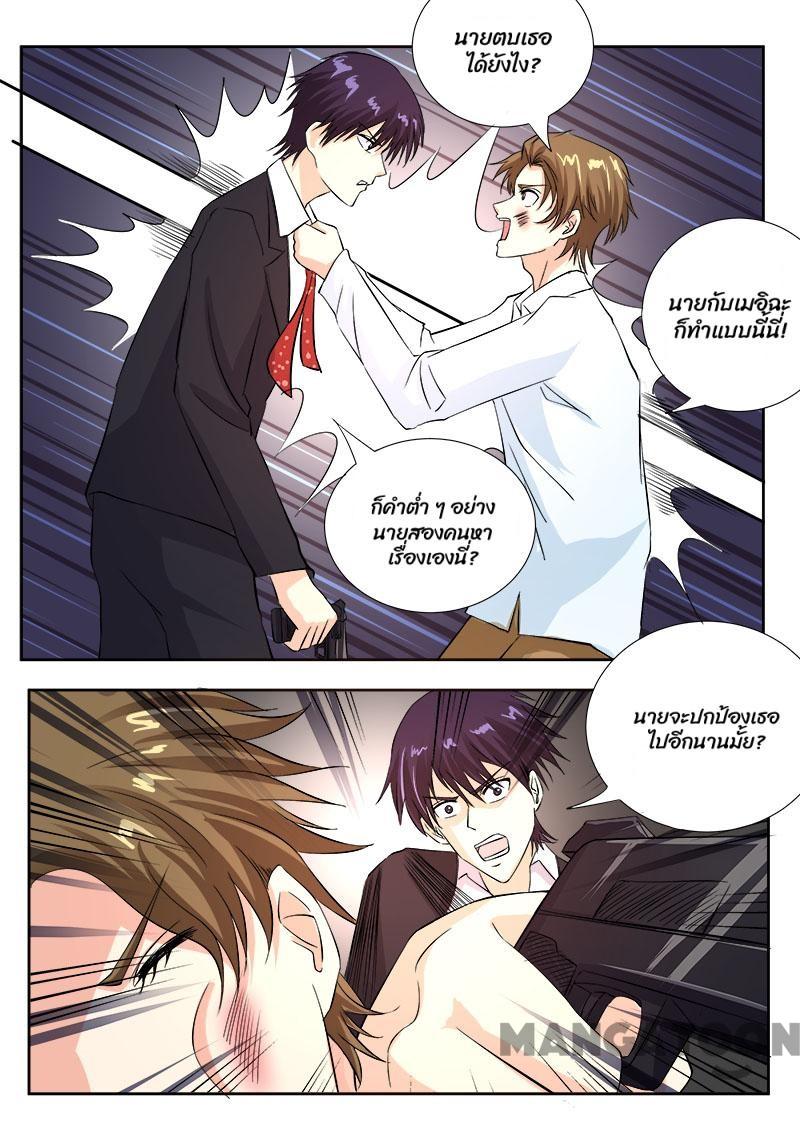 นายตบเธอ
ได้ยังไง?
นายกับเมอิฉะ
ก็ทำแบบนี้นี่!
ก็คำต่ำ ๆ อย่าง
นายสองคนหา
เรื่องเองนี่?
นายจะปกป้องเธอ
ไปอีกนานมั้ย?
MANGATOON